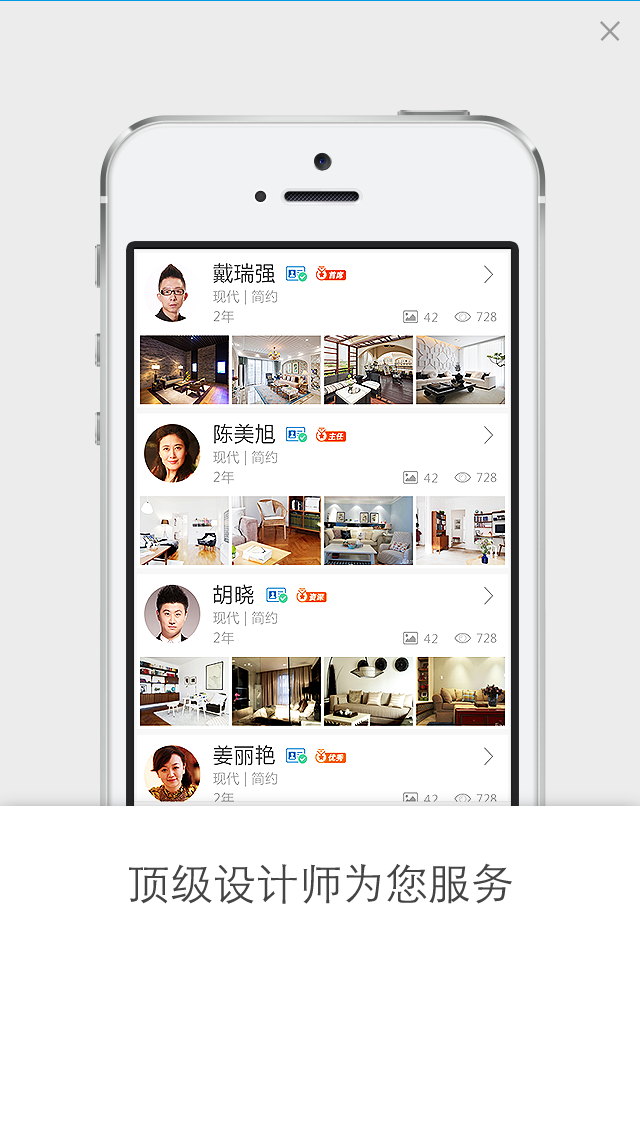 戴瑞强 首席
现代 | 简约
2年 42 728
陈美旭 主任
现代 | 简约
2年 42 728
胡晓 资深
现代 | 简约
2年 42 728
姜丽艳 优秀
现代 | 简约
2年 42 728
顶级设计师为您服务